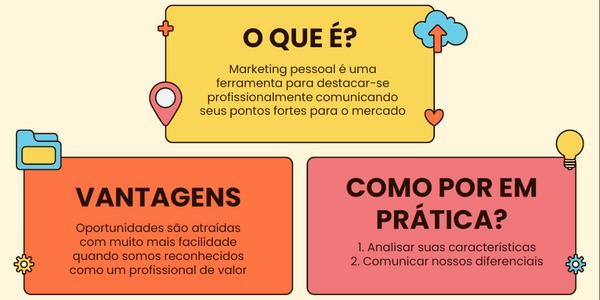 O QUE É?
Marketing pessoal é uma
ferramenta para destacar-se
profissionalmente comunicando
seus pontos fortes para o mercado
VANTAGENS
Oportunidades são atraídas
com muito mais facilidade
quando somos reconhecidos
como um profissional de valor
COMO POR EM
PRÁTICA?
1. Analisar suas características
2. Comunicar nossos diferenciais